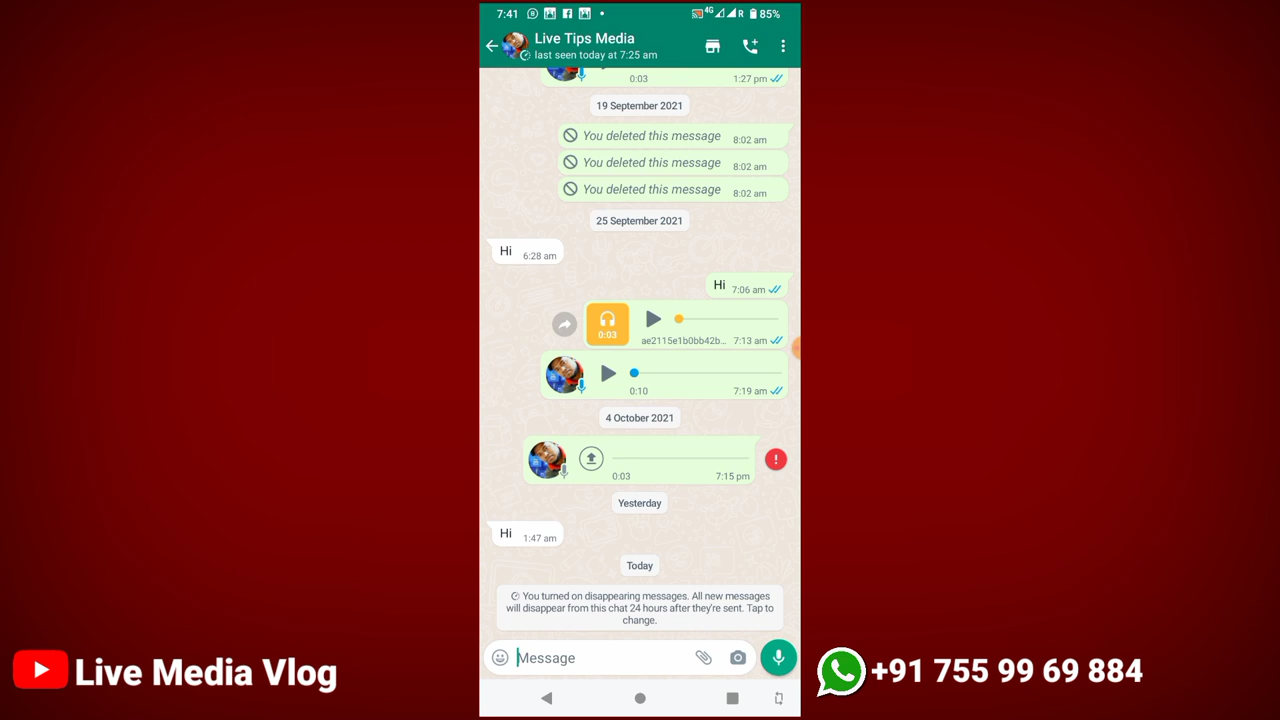 7:41
4G R 85%
Live Tips Media
last seen today at 7:25 am
0:03 1:27 pm
19 September 2021
You deleted this message 8:02 am
You deleted this message 8:02 am
You deleted this message 8:02 am
25 September 2021
Hi 6:28 am
Hi 7:06 am
0:03
ae2115e1b0bb42b... 7:13 am
0:10 7:19 am
4 October 2021
!
0:03 7:15 pm
Yesterday
Hi 1:47 am
Today
You turned on disappearing messages. All new messages
will disappear from this chat 24 hours after they're sent. Tap to
change.
Message
Live Media Vlog
+91 755 99 69 884